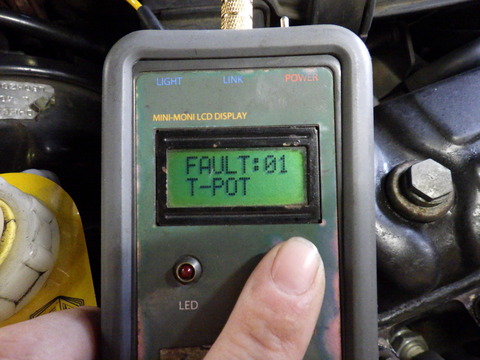 LIGHT LINK POWER
MINI-MONI LCD DISPLAY
FAULT:01
T-POT
LED